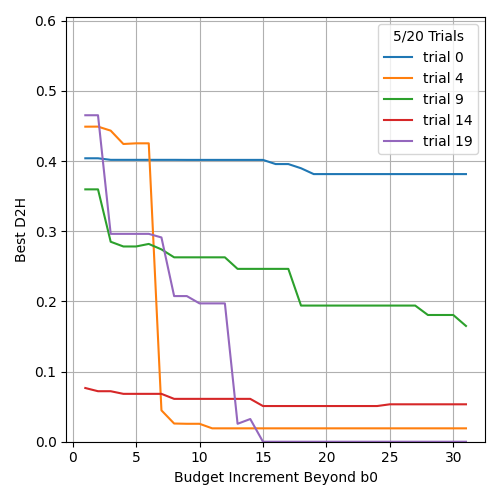 5/20 Trials
trial 0
trial 4
trial 9
trial 14
trial 19
Best D2H
0.6
0.5
0.4
0.3
0.2
0.1
0.0
0 5 10 15 20 25 30
Budget Increment Beyond b0